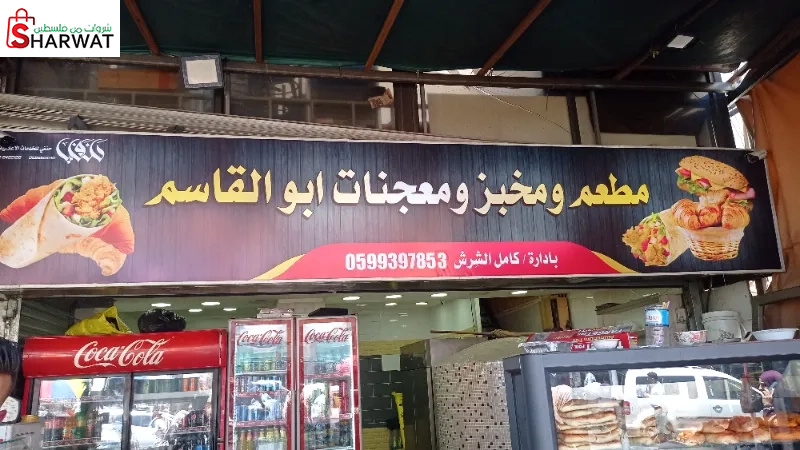 شروات من فلسطين
SHARWAT
مطعم ومخبز ومعجنات ابو القاسم
بادارة / كامل الشرش 0599397853
Coca-Cola
Coca-Cola
Coca-Cola